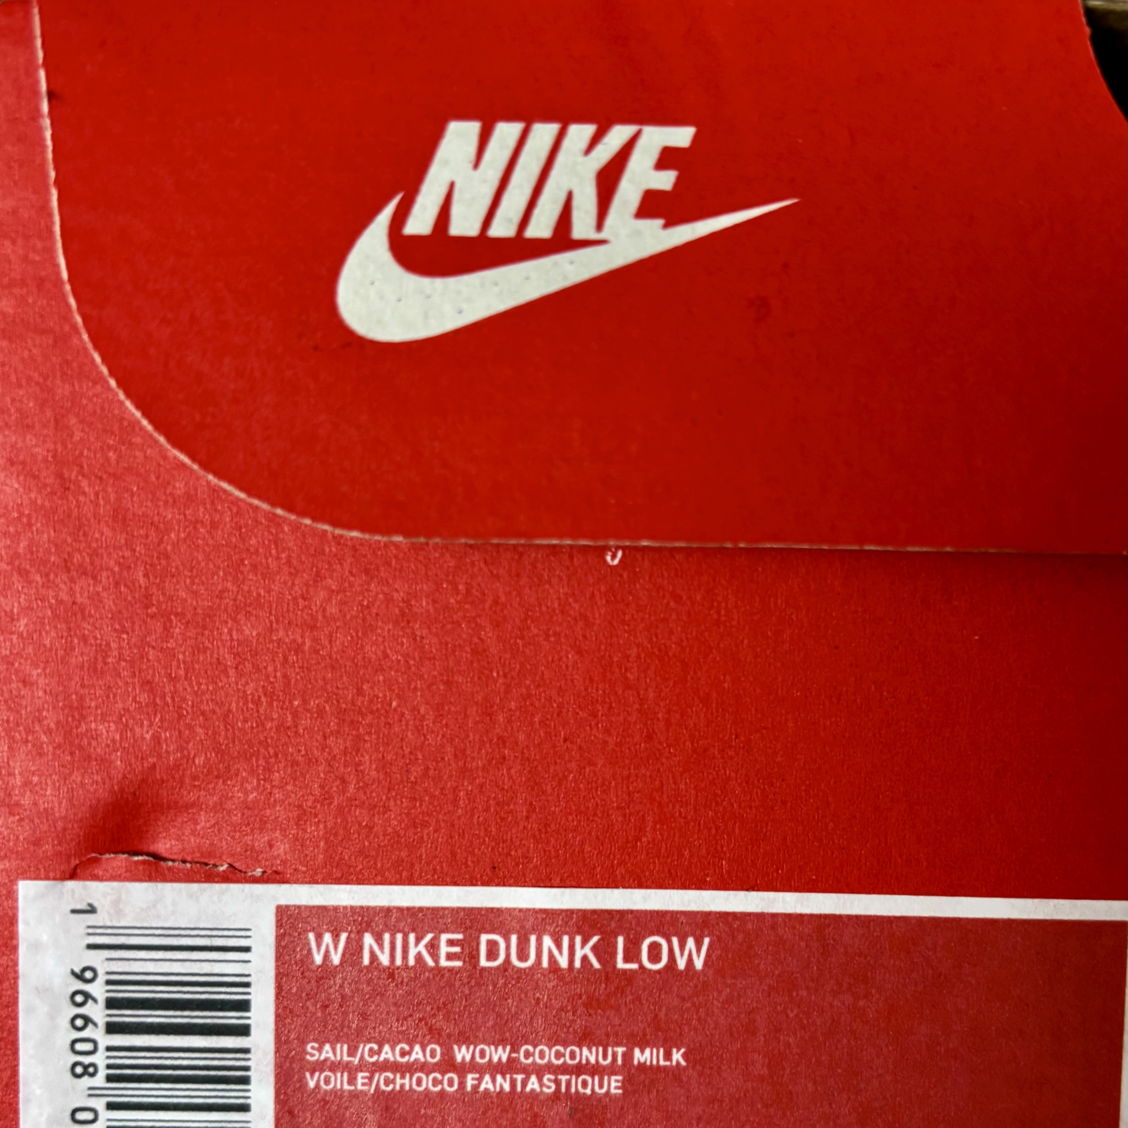 NIKE
W NIKE DUNK LOW
SAIL/CACAO WOW-COCONUT MILK
VOILE/CHOCO FANTASTIQUE
1 96608 0